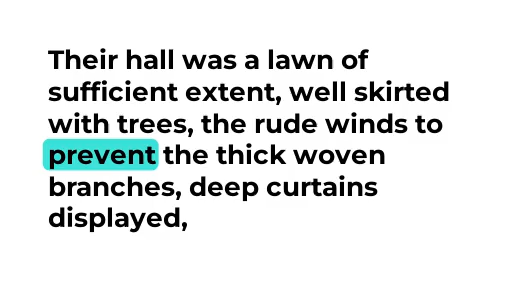 Their hall was a lawn of
sufficient extent, well skirted
with trees, the rude winds to
prevent the thick woven
branches, deep curtains
displayed,